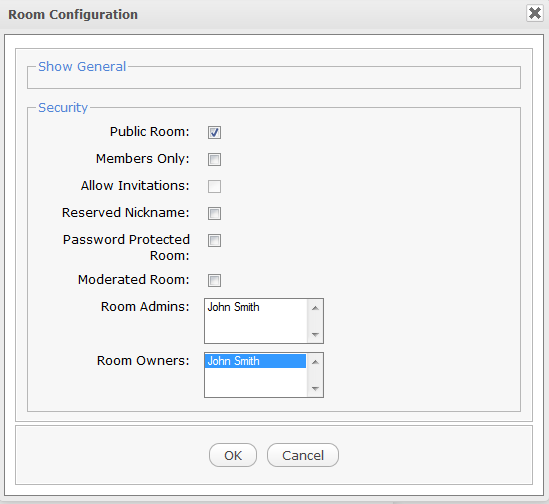 Room Configuration
Show General
Security
Public Room:
Members Only:
Allow Invitations:
Reserved Nickname:
Password Protected
Room:
Moderated Room:
Room Admins:
John Smith
Room Owners:
John Smith
OK
Cancel